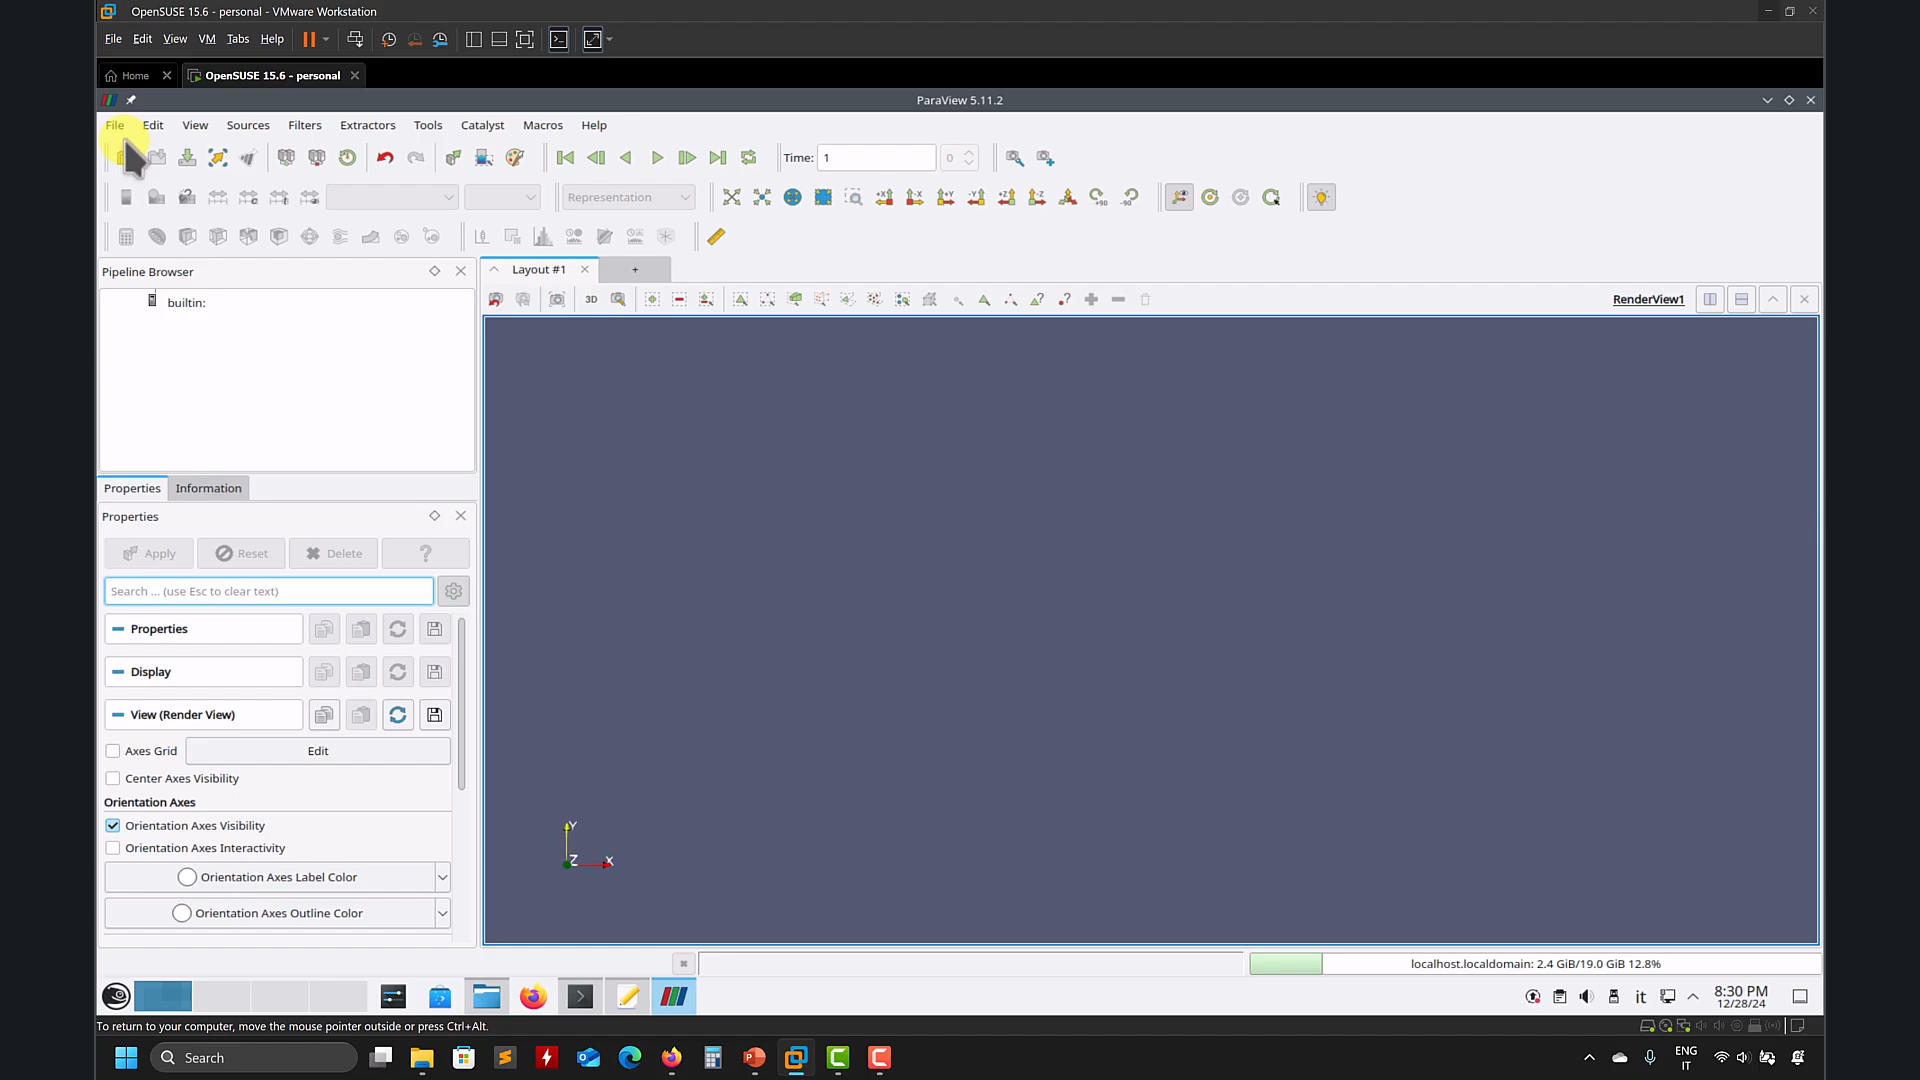 OpenSUSE 15.6 - personal - VMware Workstation
File Edit View VM Tabs Help
Home OpenSUSE 15.6 - personal
ParaView 5.11.2
File Edit View Sources Filters Extractors Tools Catalyst Macros Help
Time: 1 0
Representation +X -X +Y -Y +Z -Z +90 -90
Pipeline Browser
Layout #1 +
builtin:
3D RenderView1
Properties Information
Properties
Apply Reset Delete ?
Search ... (use Esc to clear text)
Properties
Display
View (Render View)
Axes Grid Edit
Center Axes Visibility
Orientation Axes
Orientation Axes Visibility
Orientation Axes Interactivity
Orientation Axes Label Color
Orientation Axes Outline Color
Y
Z X
localhost.localdomain: 2.4 GiB/19.0 GiB 12.8%
it 8:30 PM
12/28/24
To return to your computer, move the mouse pointer outside or press Ctrl+Alt.
Search
ENG
IT